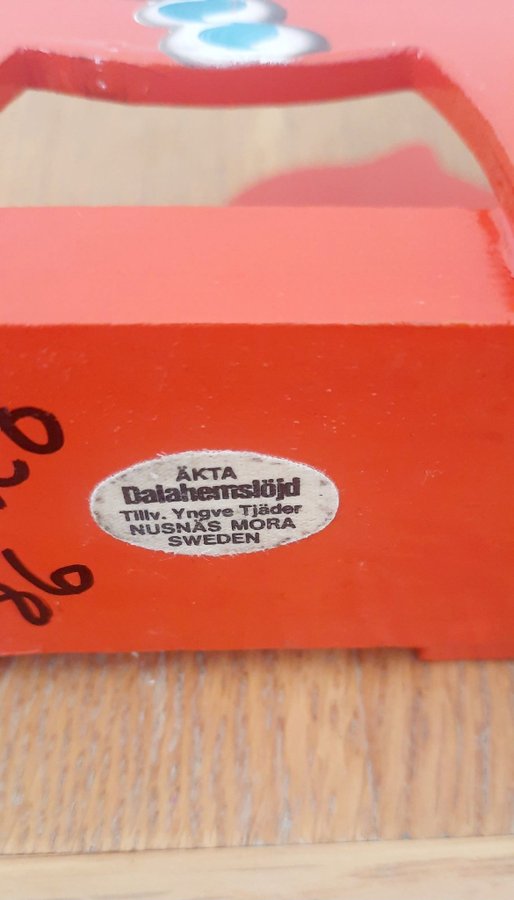 ÄKTA
Dalahemslöjd
Tillv. Yngve Tjäder
NUSNÄS MORA
SWEDEN